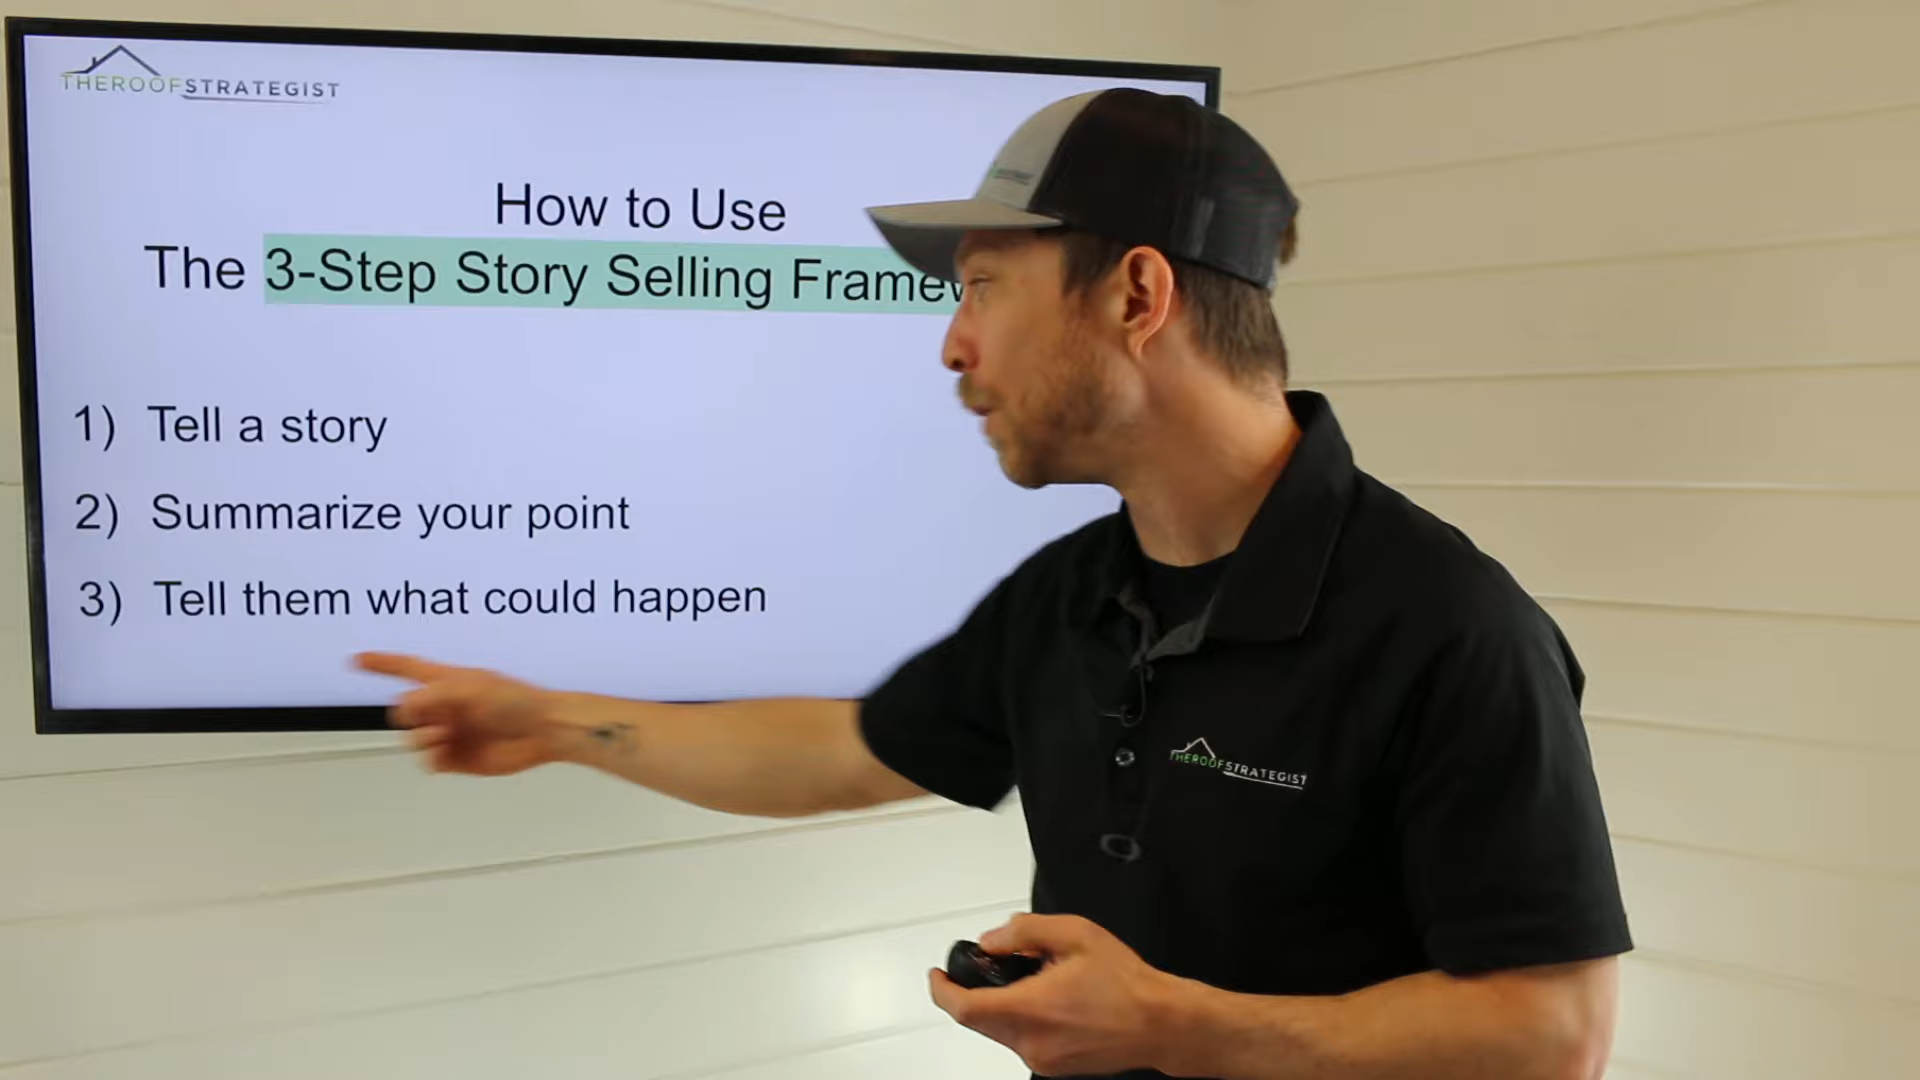 THEROOFSTRATEGIST
How to Use
The 3-Step Story Selling
1) Tell a story
2) Summarize your point
3) Tell them what could happen
THEROOFSTRATEGIST